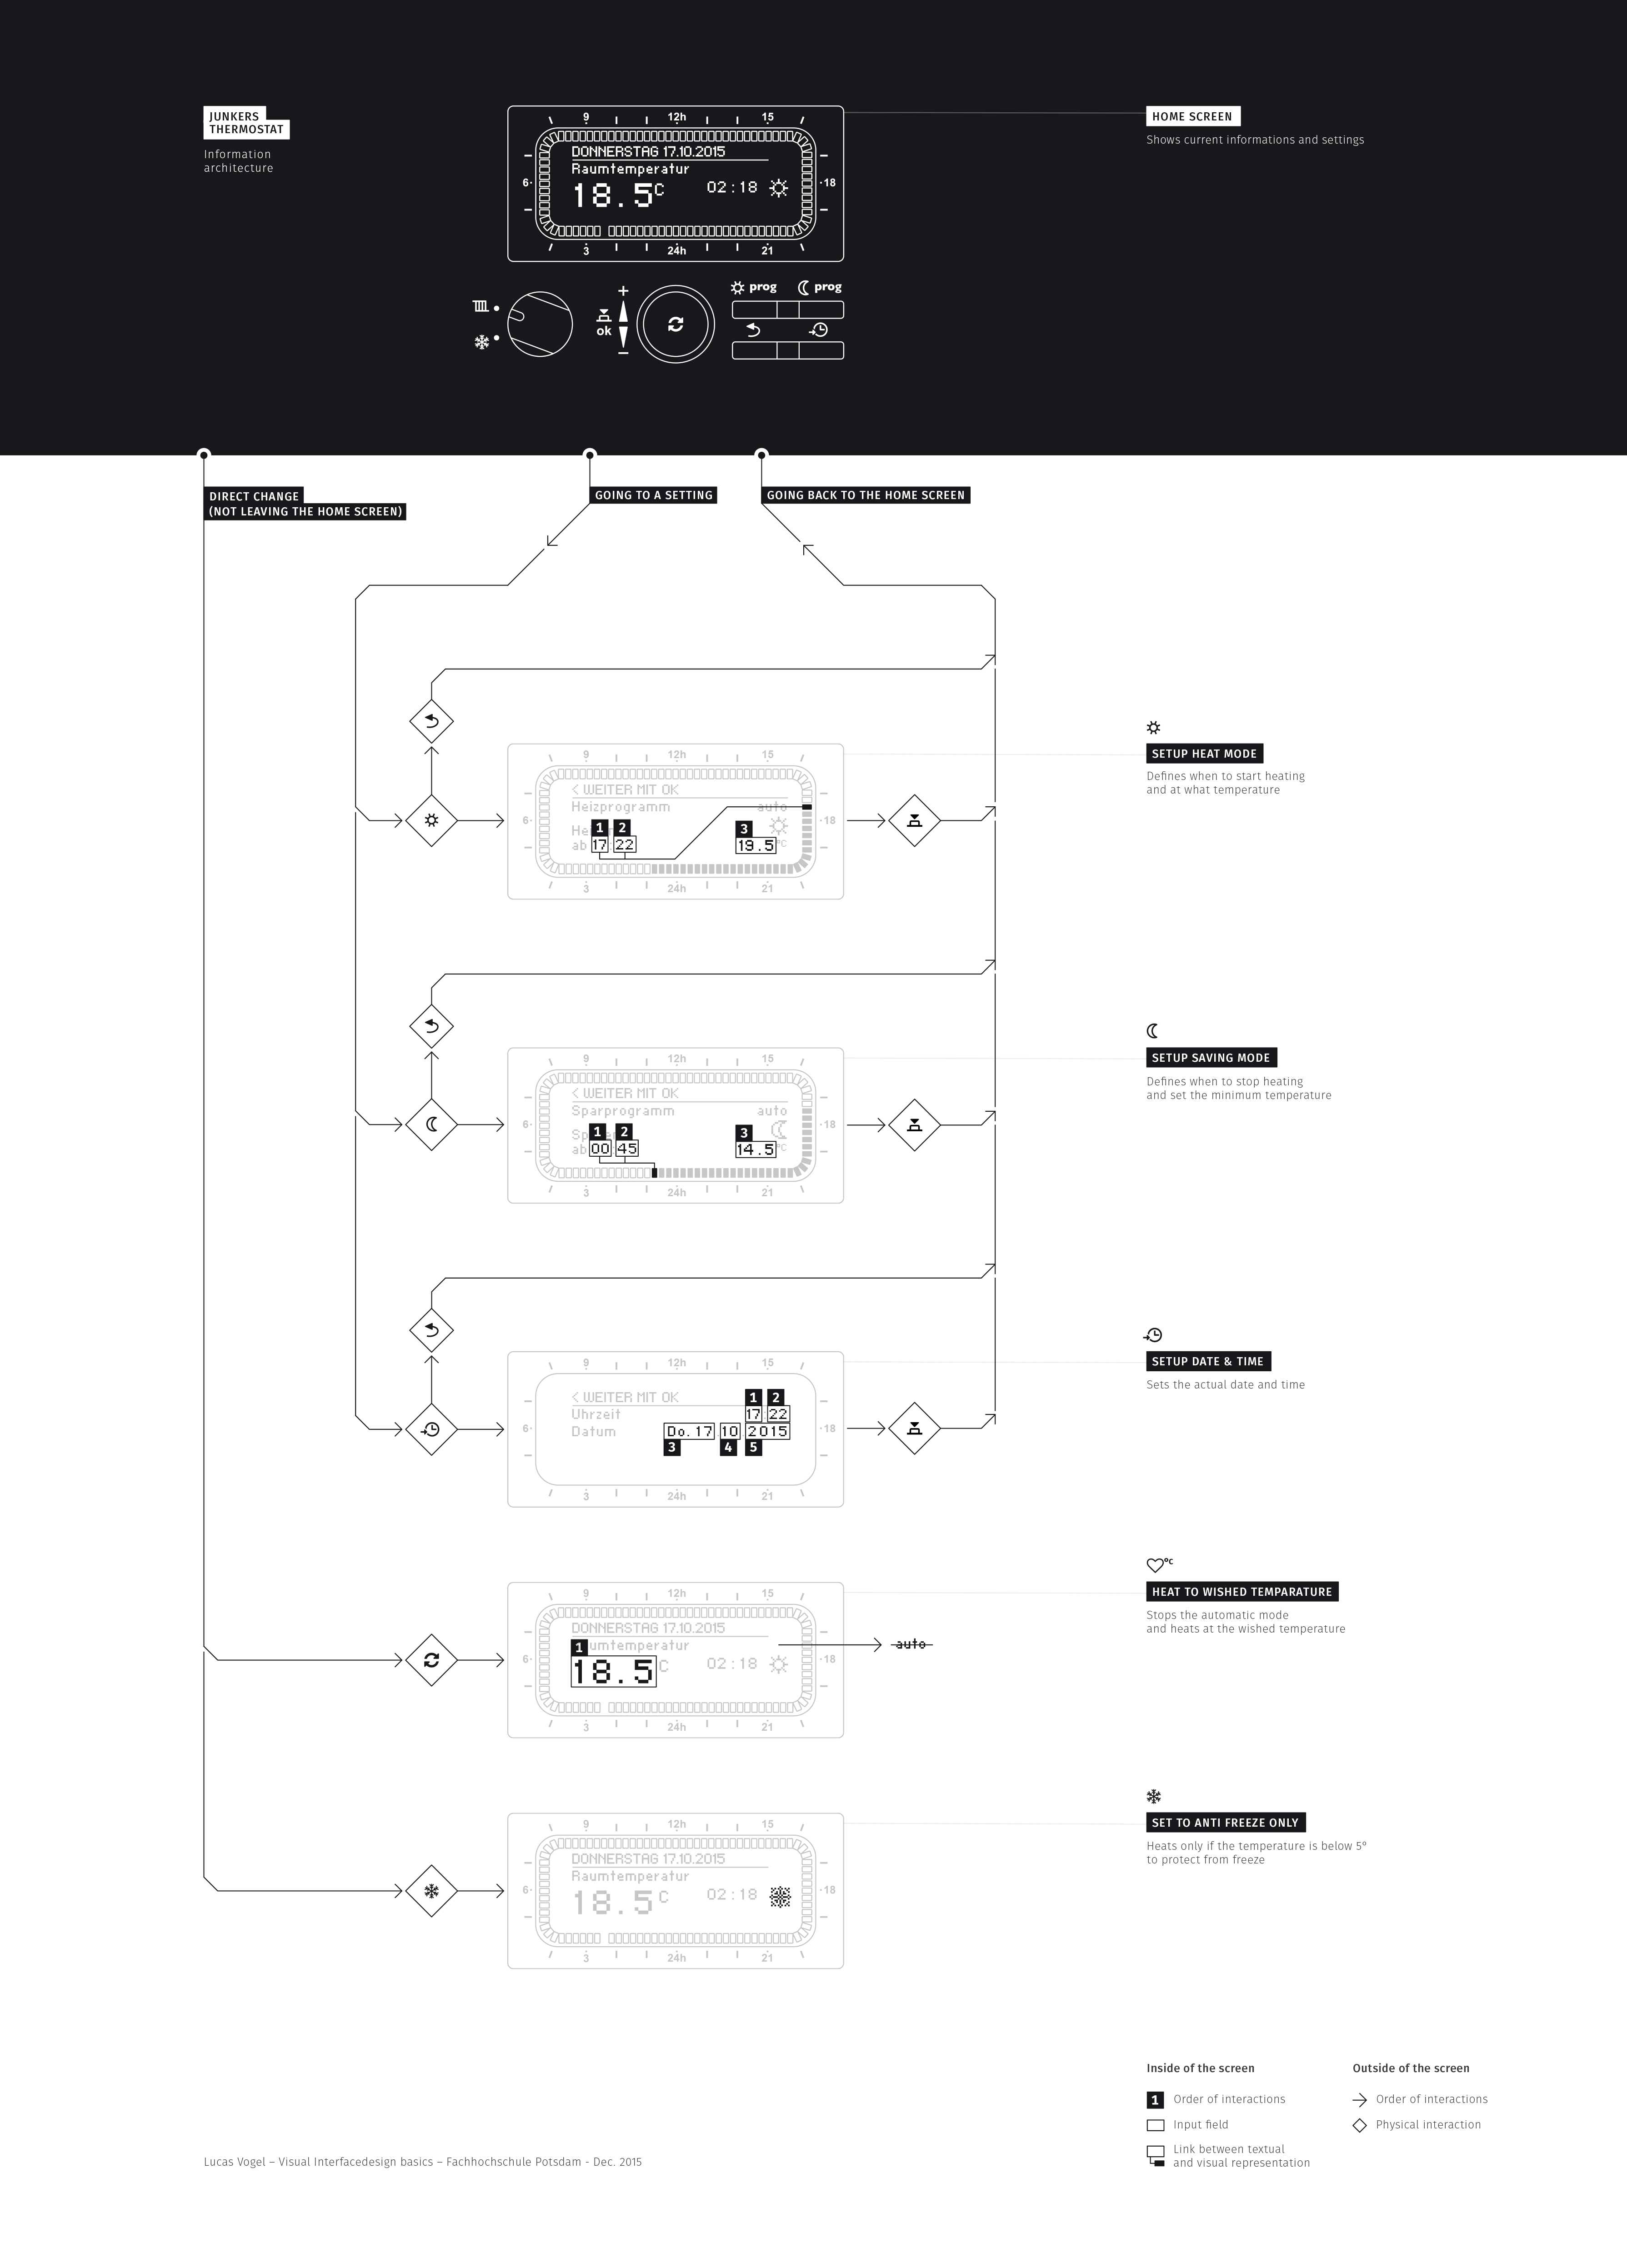 JUNKERS
THERMOSTAT
Information
architecture
9 12h 15
DONNERSTAG 17.10.2015
Raumtemperatur
6 18.5°C 02:18 18
3 24h 21
HOME SCREEN
Shows current informations and settings
prog prog
+
ok
−
DIRECT CHANGE
(NOT LEAVING THE HOME SCREEN)
GOING TO A SETTING
GOING BACK TO THE HOME SCREEN
9 12h 15
< WEITER MIT OK
Heizprogramm auto
1 2 3
6 ab 17 22 19.5 °C 18
3 24h 21
SETUP HEAT MODE
Defines when to start heating
and at what temperature
9 12h 15
< WEITER MIT OK
Sparprogramm auto
1 2 3
6 ab 00:45 14.5 °C 18
3 24h 21
SETUP SAVING MODE
Defines when to stop heating
and set the minimum temperature
9 12h 15
< WEITER MIT OK
1 2
Uhrzeit 17 22
6 Datum Do.17 10 2015 18
3 4 5
3 24h 21
SETUP DATE & TIME
Sets the actual date and time
9 12h 15
DONNERSTAG 17.10.2015
1 umtemperatur
auto
6 18.5 C 02:18 18
3 24h 21
°C
HEAT TO WISHED TEMPARATURE
Stops the automatic mode
and heats at the wished temperature
9 12h 15
DONNERSTAG 17.10.2015
Raumtemperatur
6 18.5 C 02:18 18
3 24h 21
SET TO ANTI FREEZE ONLY
Heats only if the temperature is below 5°
to protect from freeze
Inside of the screen
1 Order of interactions
Input field
Link between textual
and visual representation
Outside of the screen
Order of interactions
Physical interaction
Lucas Vogel – Visual Interfacedesign basics – Fachhochschule Potsdam - Dec. 2015